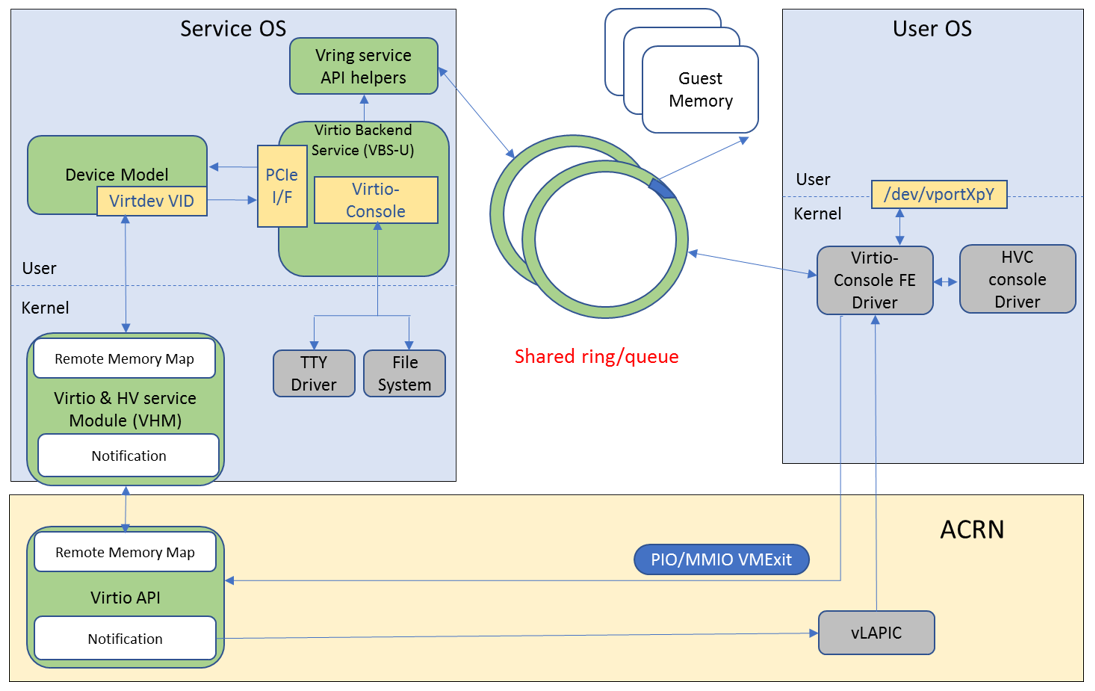 Service OS
User OS
Vring service
API helpers
Guest
Memory
Virtio Backend
Service (VBS-U)
Device Model
Virtdev VID
PCIe
I/F
Virtio-
Console
User
Kernel
User
Kernel
/dev/vportXpY
Virtio-
Console FE
Driver
HVC
console
Driver
Shared ring/queue
TTY
Driver
File
System
Remote Memory Map
Virtio & HV service
Module (VHM)
Notification
ACRN
Remote Memory Map
Virtio API
Notification
PIO/MMIO VMExit
vLAPIC